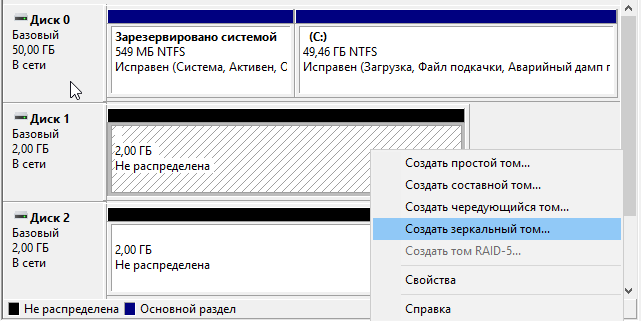 Диск 0
Базовый
50,00 ГБ
В сети
Зарезервировано системой
549 МБ NTFS
Исправен (Система, Активен, О
(C:)
49,46 ГБ NTFS
Исправен (Загрузка, Файл подкачки, Аварийный дамп п
Диск 1
Базовый
2,00 ГБ
В сети
2,00 ГБ
Не распределена
Диск 2
Базовый
2,00 ГБ
В сети
2,00 ГБ
Не распределена
Создать простой том...
Создать составной том...
Создать чередующийся том...
Создать зеркальный том...
Создать том RAID-5...
Свойства
Справка
Не распределена
Основной раздел